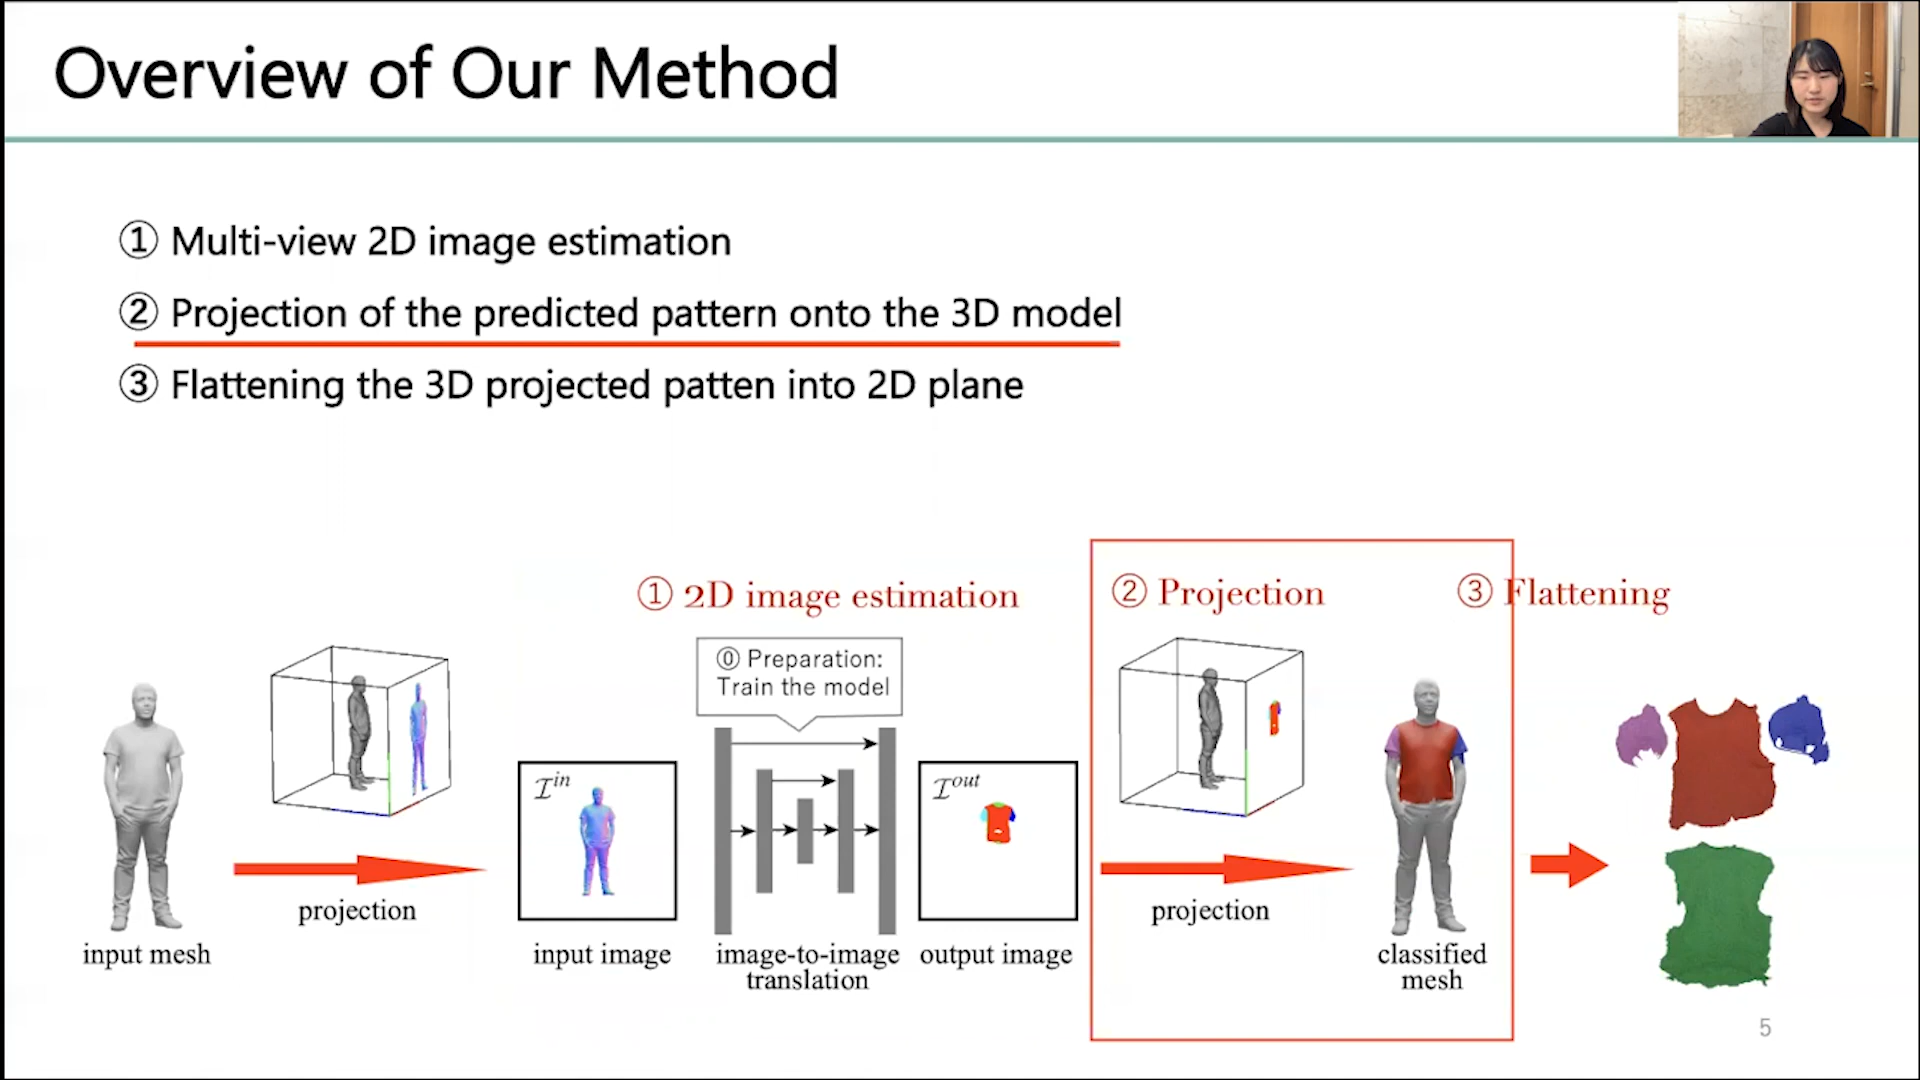 Overview of Our Method
① Multi-view 2D image estimation
② Projection of the predicted pattern onto the 3D model
③ Flattening the 3D projected patten into 2D plane
① 2D image estimation
② Projection
③ Flattening
⓪ Preparation:
Train the model
I^in
I^out
projection
projection
input mesh
input image
image-to-image
translation
output image
classified
mesh
5